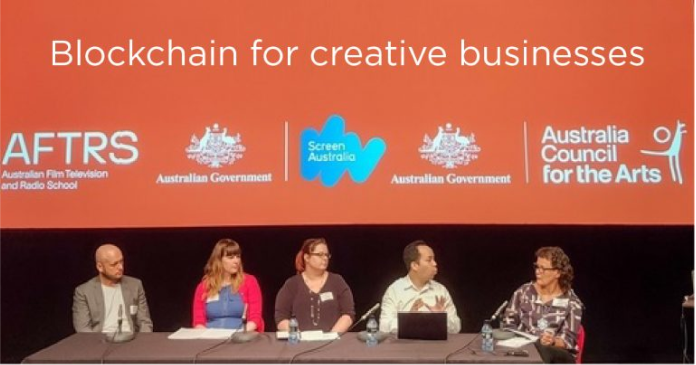 Blockchain for creative businesses
AFTRS
Australian Film Television
and Radio School
Australian Government
Screen
Australia
Australian Government
Australia
Council
for the Arts